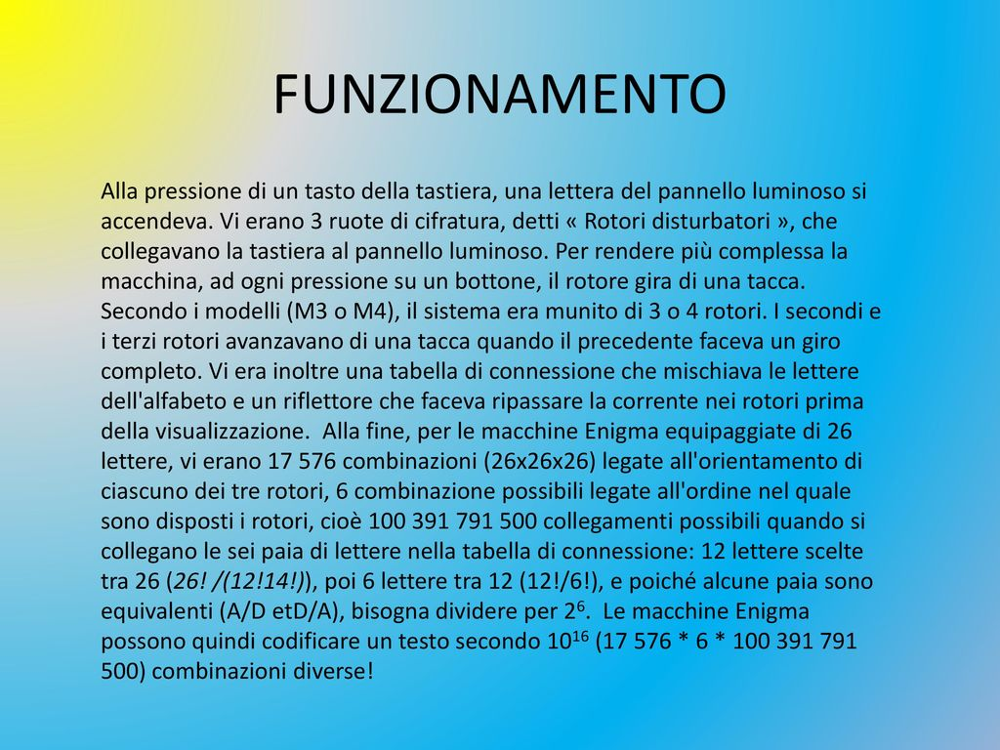 FUNZIONAMENTO
Alla pressione di un tasto della tastiera, una lettera del pannello luminoso si
accendeva. Vi erano 3 ruote di cifratura, detti « Rotori disturbatori », che
collegavano la tastiera al pannello luminoso. Per rendere più complessa la
macchina, ad ogni pressione su un bottone, il rotore gira di una tacca.
Secondo i modelli (M3 o M4), il sistema era munito di 3 o 4 rotori. I secondi e
i terzi rotori avanzavano di una tacca quando il precedente faceva un giro
completo. Vi era inoltre una tabella di connessione che mischiava le lettere
dell'alfabeto e un riflettore che faceva ripassare la corrente nei rotori prima
della visualizzazione.  Alla fine, per le macchine Enigma equipaggiate di 26
lettere, vi erano 17 576 combinazioni (26x26x26) legate all'orientamento di
ciascuno dei tre rotori, 6 combinazione possibili legate all'ordine nel quale
sono disposti i rotori, cioè 100 391 791 500 collegamenti possibili quando si
collegano le sei paia di lettere nella tabella di connessione: 12 lettere scelte
tra 26 (26! /(12!14!)), poi 6 lettere tra 12 (12!/6!), e poiché alcune paia sono
equivalenti (A/D etD/A), bisogna dividere per 2⁶.  Le macchine Enigma
possono quindi codificare un testo secondo 10¹⁶ (17 576 * 6 * 100 391 791
500) combinazioni diverse!